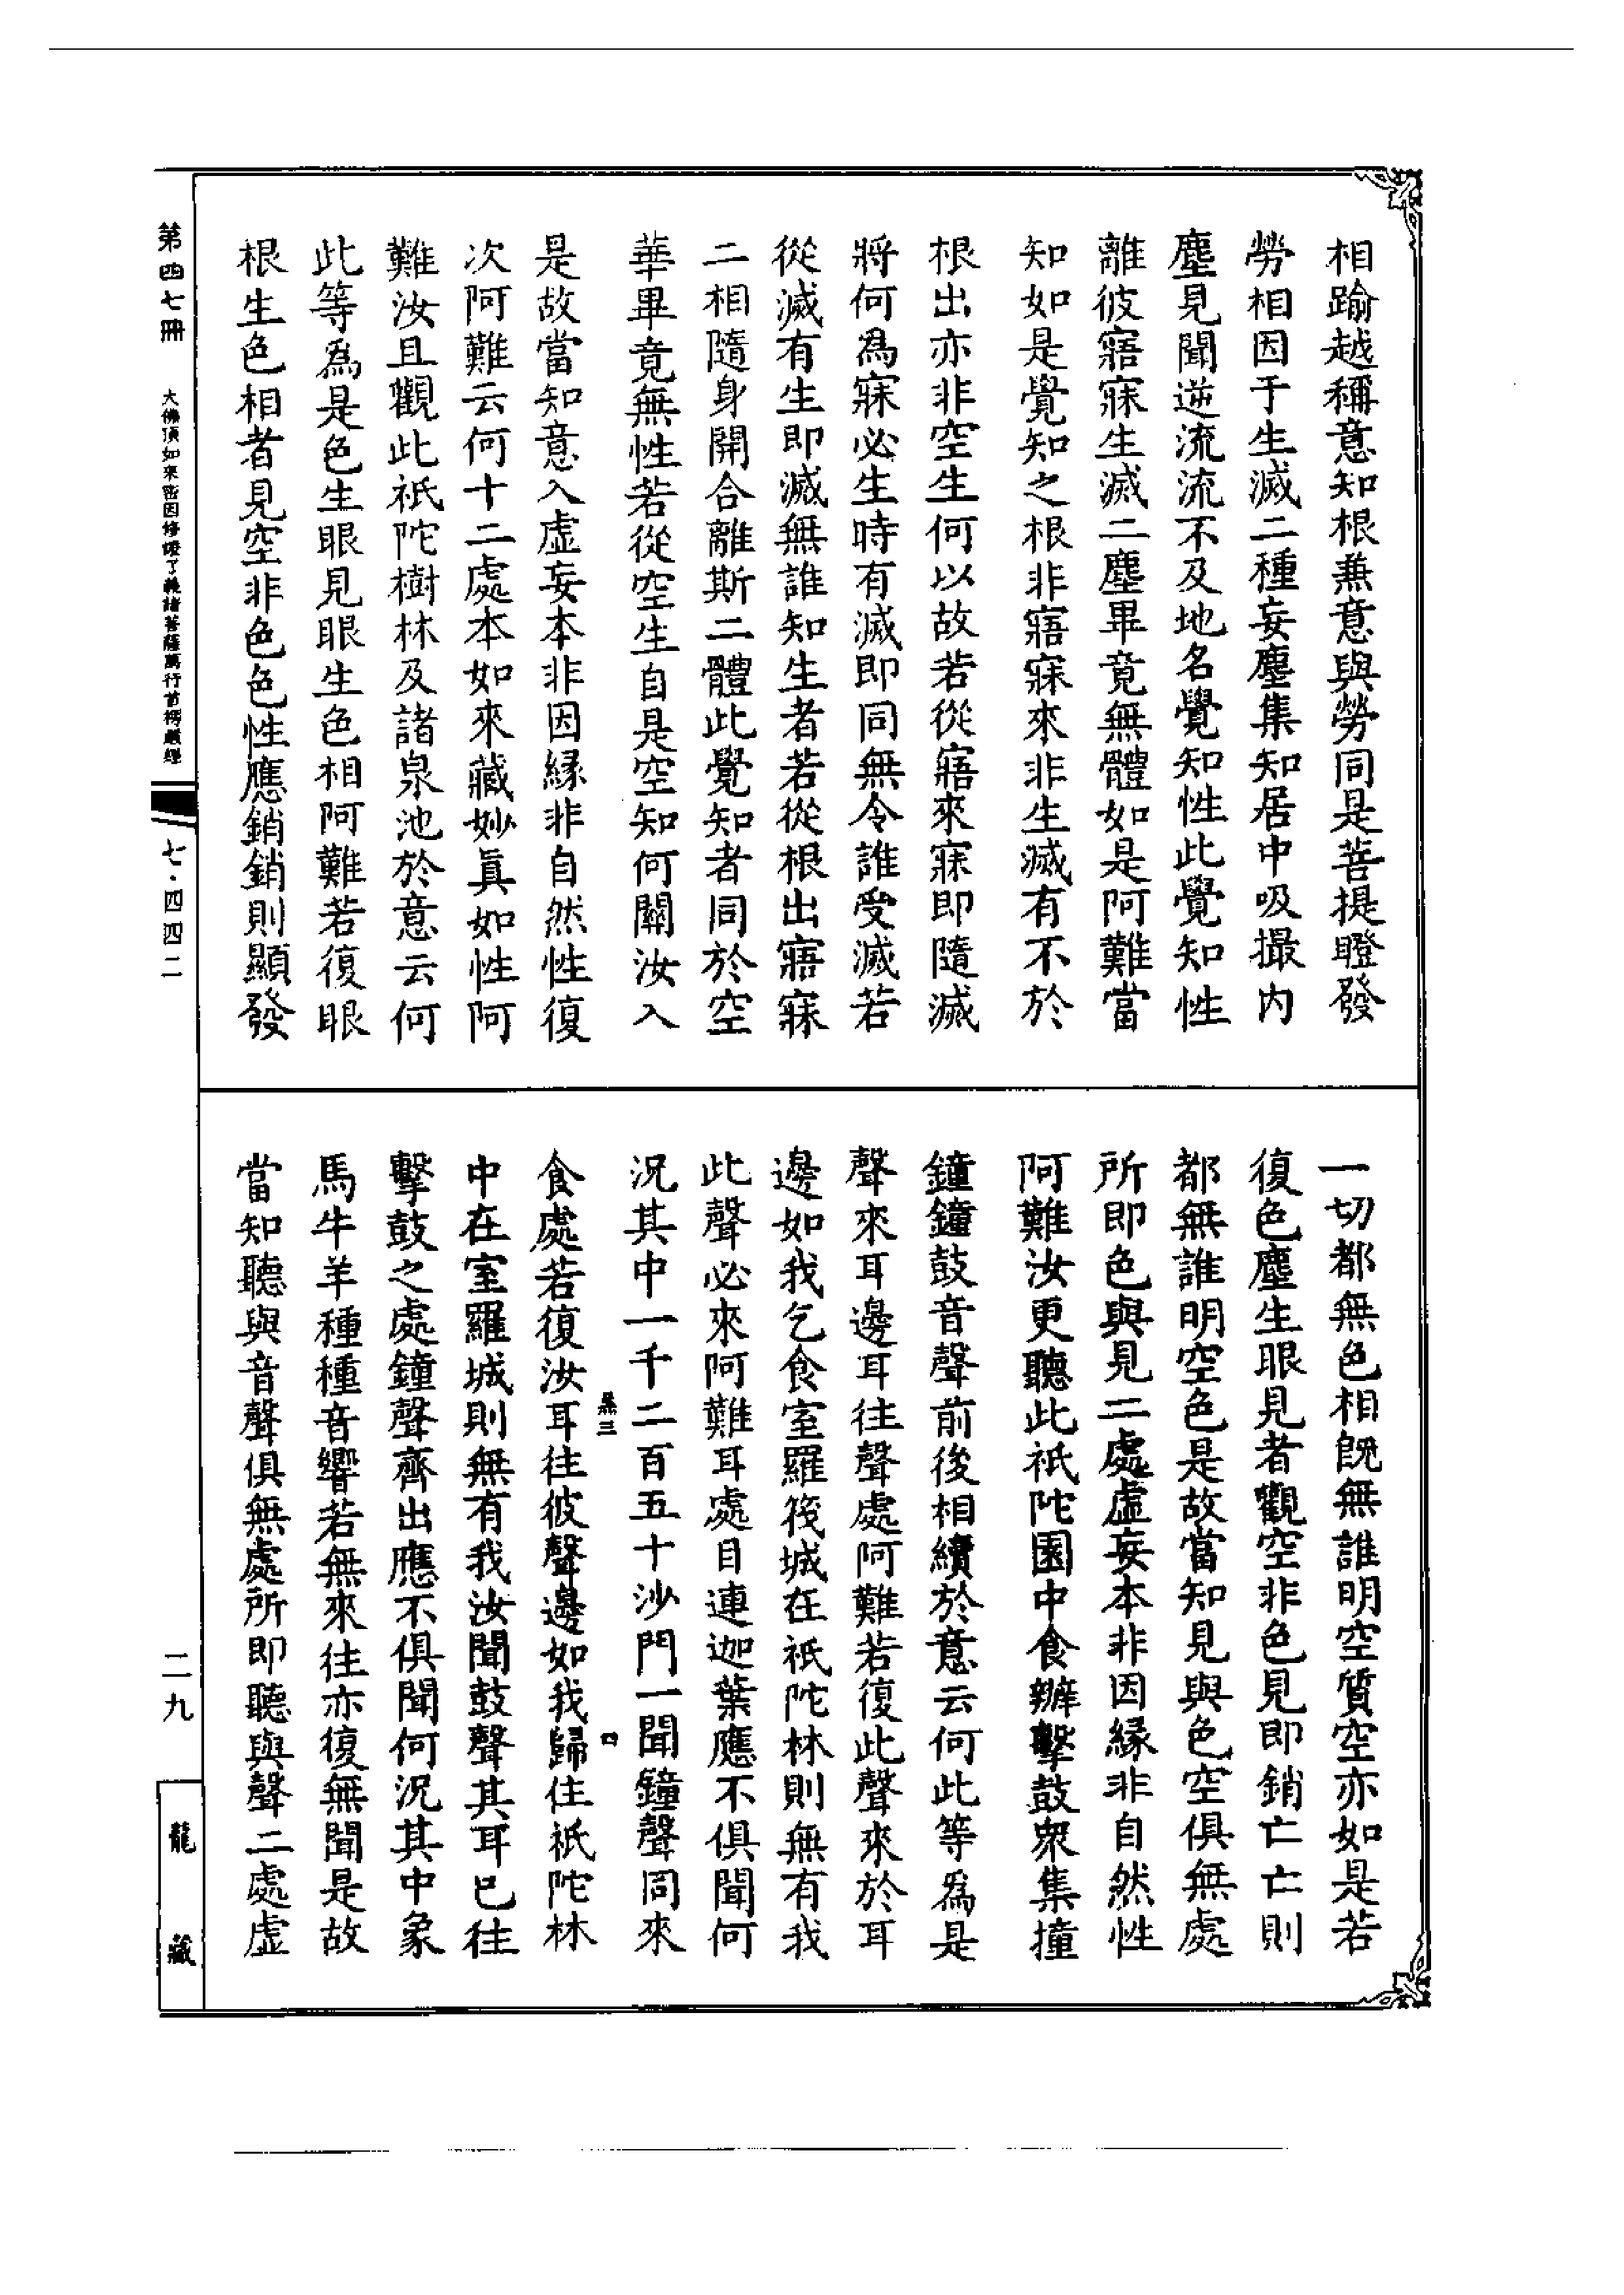 相踰越稱意知根兼意與勞同是菩提瞪發
勞相因于生滅二種妄塵集知居中吸撮內
塵見聞逆流流不及地名覺知性此覺知性
離彼寤寐生滅二塵畢竟無體如是阿難當
知如是覺知之根非寤寐來非生滅有不於
根出亦非空生何以故若從寤來寐即隨滅
將何為寐必生時有滅即同無令誰受滅若
從滅有生即滅無誰知生者若從根出寤寐
二相隨身開合離斯二體此覺知者同於空
華畢竟無性若從空生自是空知何關汝入
是故當知意入虛妄本非因緣非自然性復
次阿難云何十二處本如來藏妙真如性阿
難汝且觀此祇陀樹林及諸泉池於意云何
此等為是色生眼見眼生色相阿難若復眼
根生色相者見空非色色性應銷銷則顯發
一切都無色相既無誰明空質空亦如是若
復色塵生眼見者觀空非色見即銷亡亡則
都無誰明空色是故當知見與色空俱無處
所即色與見二處虛妄本非因緣非自然性
阿難汝更聽此祇陀園中食辦擊鼓眾集撞
鐘鐘鼓音聲前後相續於意云何此等為是
聲來耳邊耳往聲處阿難若復此聲來於耳
邊如我乞食室羅筏城在祇陀林則無有我
此聲必來阿難耳處目連迦葉應不俱聞何
況其中一千二百五十沙門一聞鐘聲同來
食處若復汝耳往彼聲邊如我歸住祇陀林
中在室羅城則無有我汝聞鼓聲其耳已往
擊鼓之處鐘聲齊出應不俱聞何況其中象
馬牛羊種種音響若無來往亦復無聞是故
當知聽與音聲俱無處所即聽與聲二處虛
第四七冊
大佛頂如來密因修證了義諸菩薩萬行首楞嚴經
七·四四二
二九
龍藏